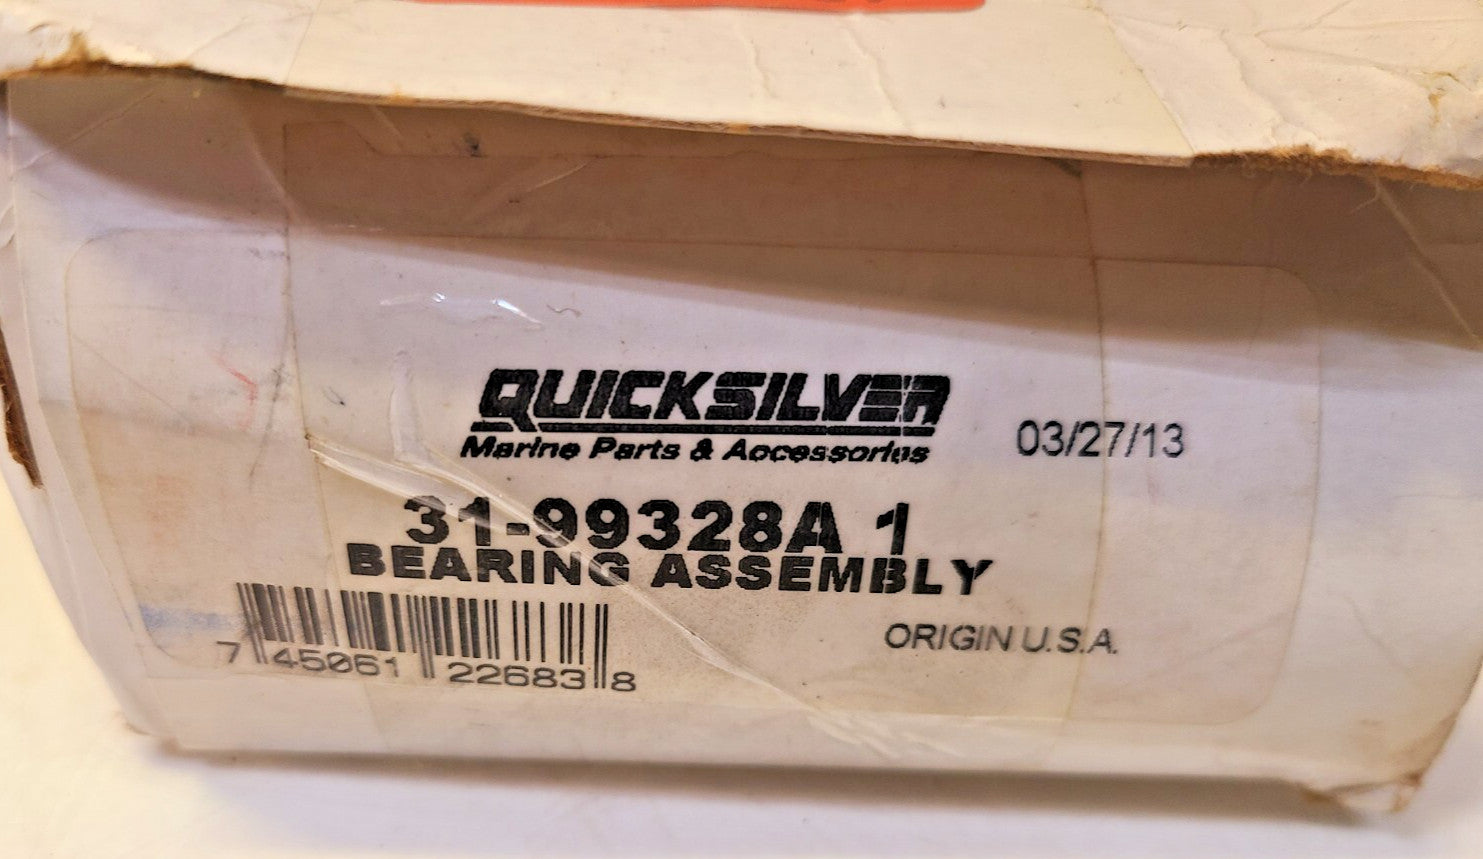 QUICKSILVER
Marine Parts & Accessories
03/27/13
31-99328A 1
BEARING ASSEMBLY
ORIGIN U.S.A.
7 45061 22683 8